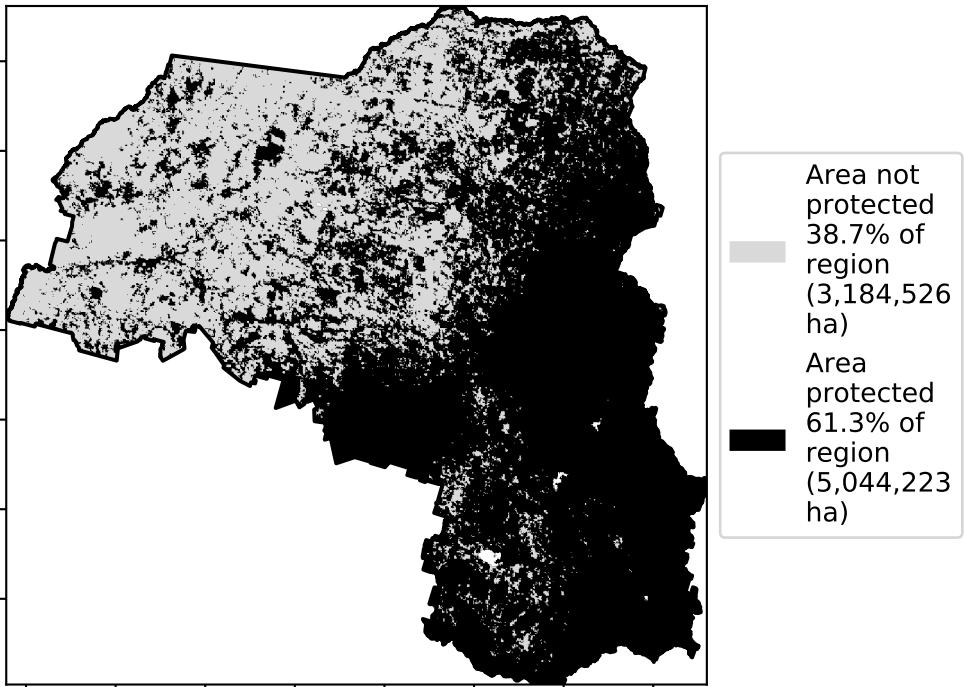 Area not
protected
38.7% of
region
(3,184,526
ha)
Area
protected
61.3% of
region
(5,044,223
ha)